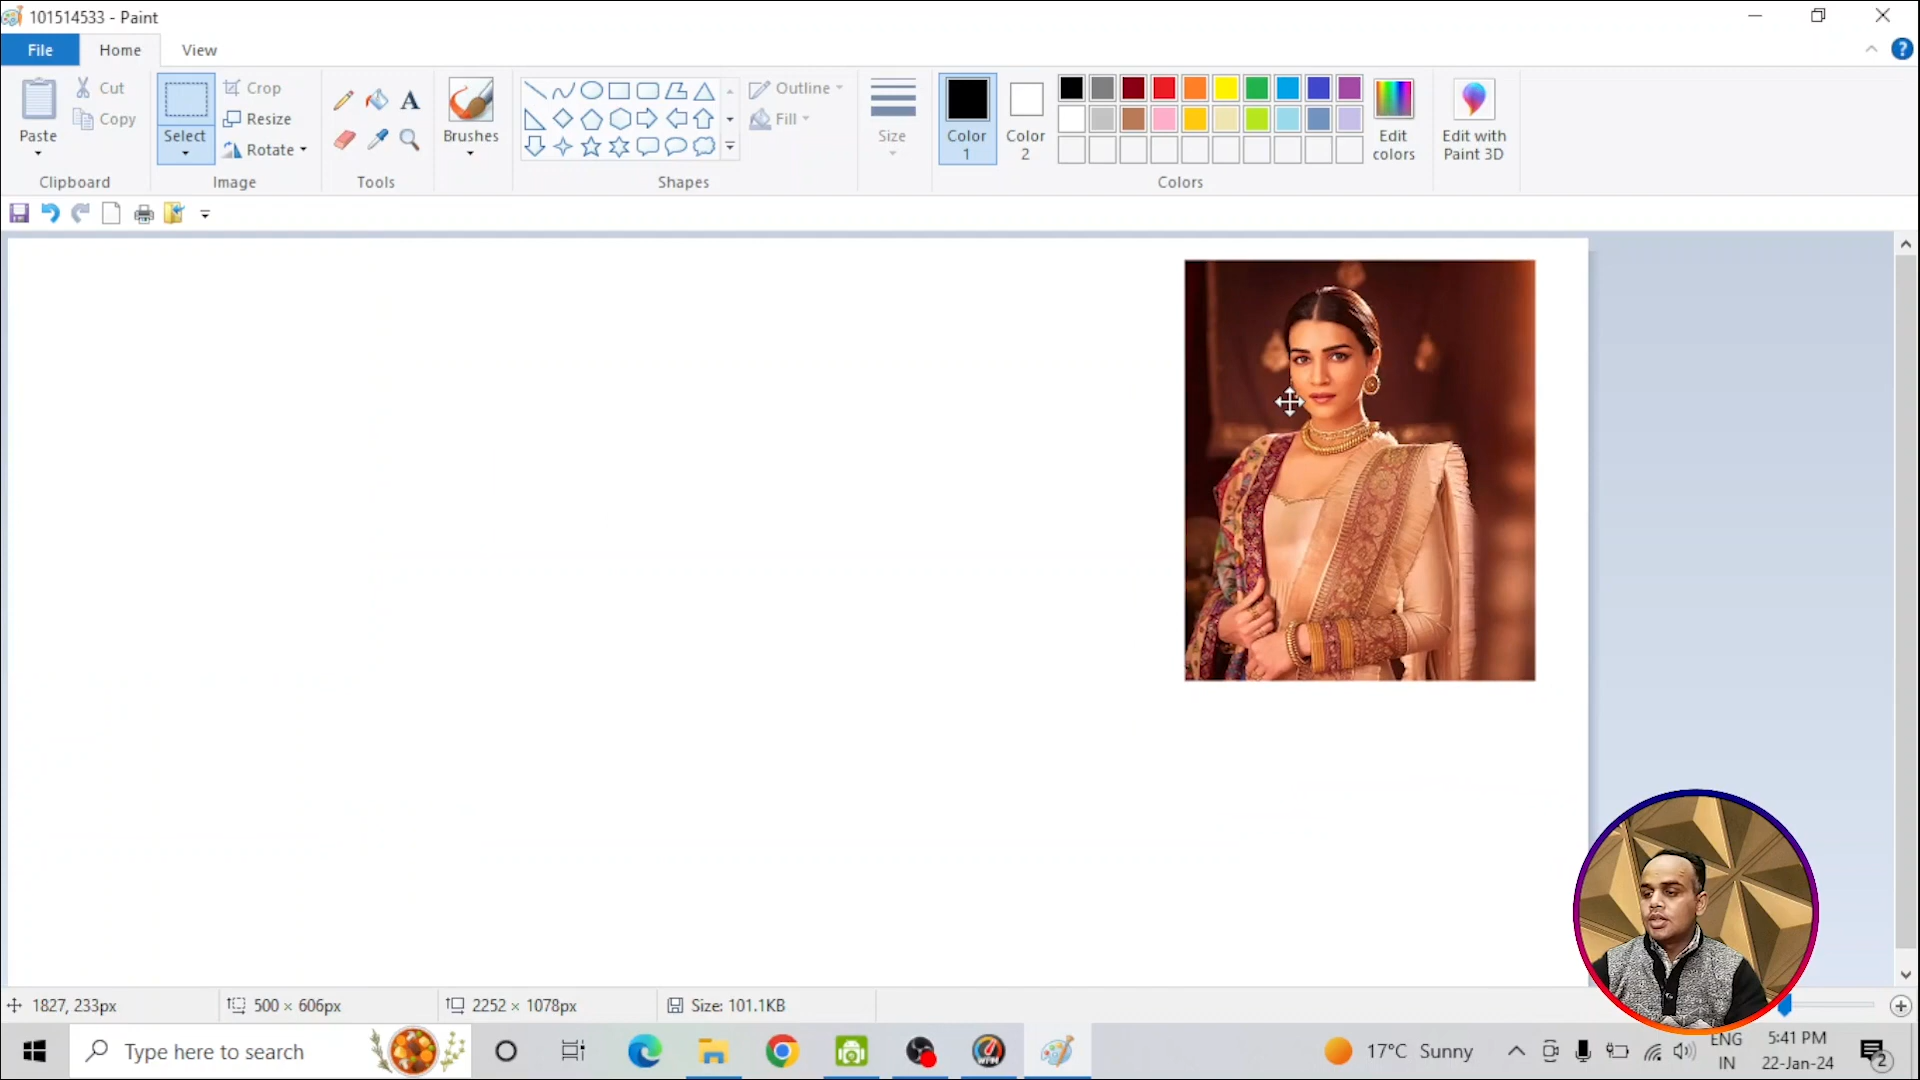 101514533 - Paint
File Home View
Paste Cut Copy Clipboard
Select Crop Resize Rotate Image
A Tools
Brushes
Outline Fill Shapes
Size
Color 1 Color 2 Edit colors Colors
Edit with Paint 3D
?
1827, 233px 500 × 606px 2252 × 1078px Size: 101.1KB
Type here to search WPM 17°C Sunny ENG IN 5:41 PM 22-Jan-24 2